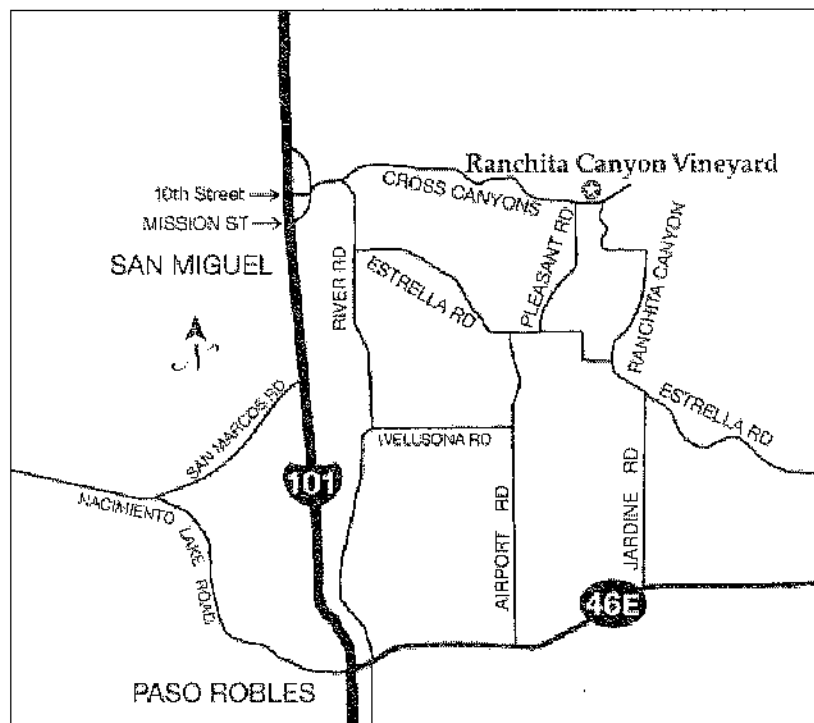 Ranchita Canyon Vineyard
10th Street
CROSS CANYONS
MISSION ST
SAN MIGUEL
RIVER RD
ESTRELLA RD
PLEASANT RD
RANCHITA CANYON
N
SAN MARCOS RD
ESTRELLA RD
WELLSONA RD
101
NACIMIENTO LAKE ROAD
AIRPORT RD
JARDINE RD
46E
PASO ROBLES